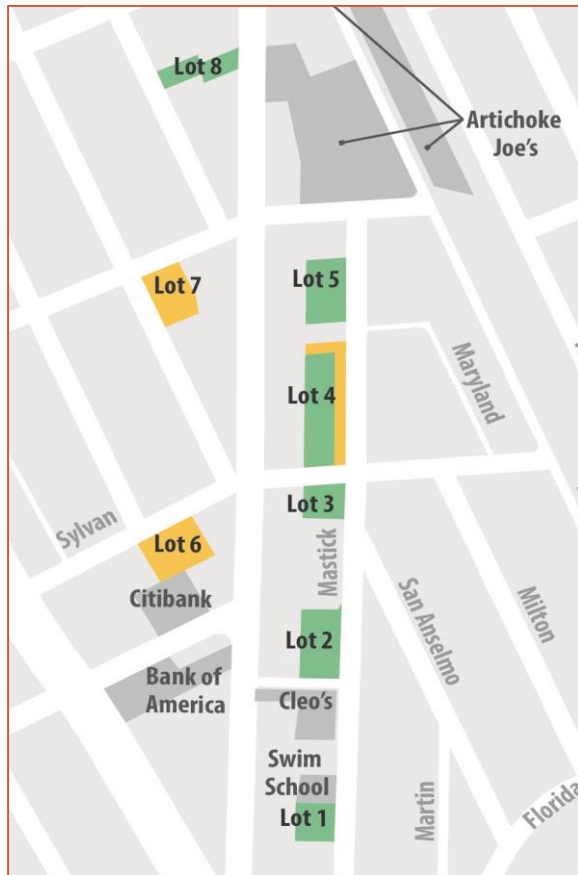 Lot 8
Artichoke
Joe's
Lot 5
Lot 7
Maryland
Lot 4
Lot 3
Sylvan
Lot 6
Mastick
Citibank
San Anselmo
Milton
Lot 2
Bank of
America
Cleo's
Swim
School
Lot 1
Martin
Florida